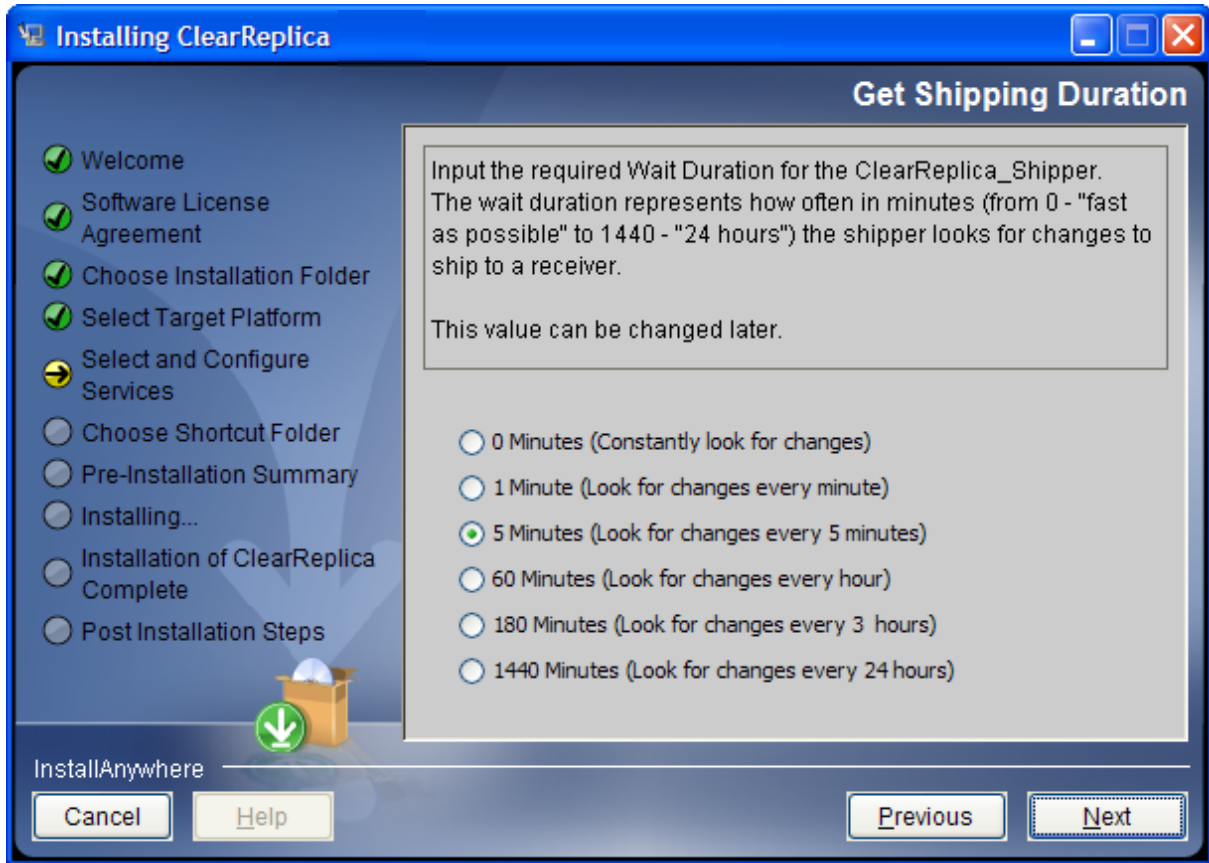 Installing ClearReplica
Get Shipping Duration
Welcome
Software License
Agreement
Choose Installation Folder
Select Target Platform
Select and Configure
Services
Choose Shortcut Folder
Pre-Installation Summary
Installing...
Installation of ClearReplica
Complete
Post Installation Steps
Input the required Wait Duration for the ClearReplica_Shipper.
The wait duration represents how often in minutes (from 0 - "fast
as possible" to 1440 - "24 hours") the shipper looks for changes to
ship to a receiver.
This value can be changed later.
0 Minutes (Constantly look for changes)
1 Minute (Look for changes every minute)
5 Minutes (Look for changes every 5 minutes)
60 Minutes (Look for changes every hour)
180 Minutes (Look for changes every 3 hours)
1440 Minutes (Look for changes every 24 hours)
InstallAnywhere
Cancel
Help
Previous
Next